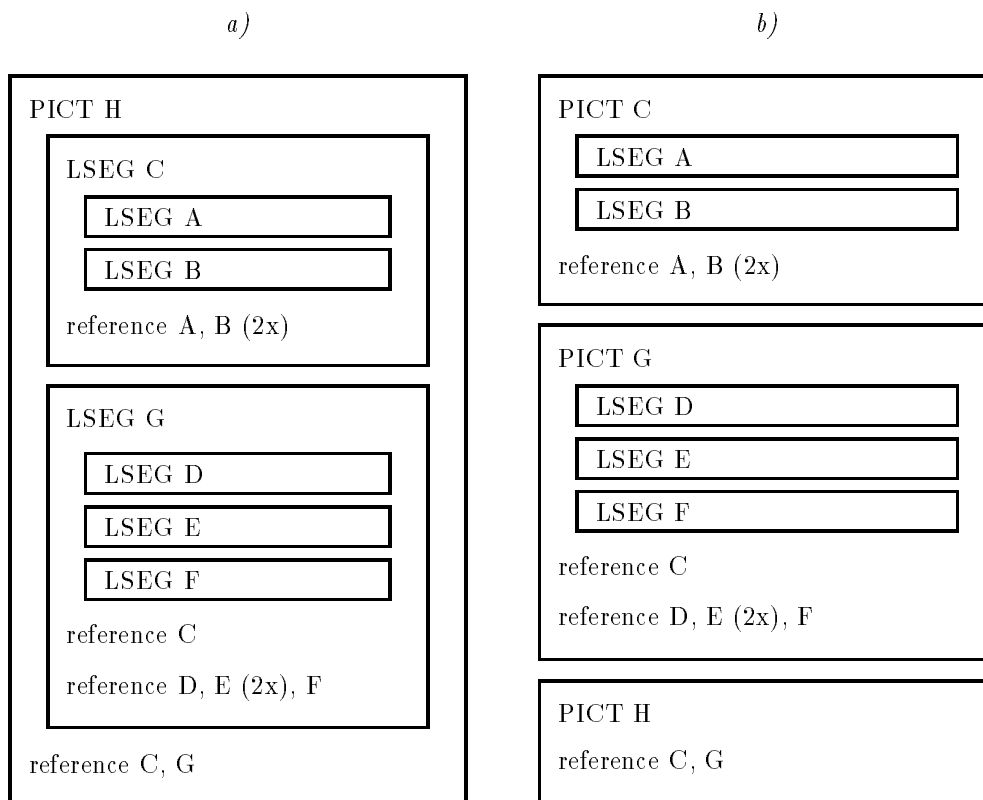 a)
PICT H
LSEG C
LSEG A
LSEG B
reference A, B (2x)
LSEG G
LSEG D
LSEG E
LSEG F
reference C
reference D, E (2x), F
reference C, G
b)
PICT C
LSEG A
LSEG B
reference A, B (2x)
PICT G
LSEG D
LSEG E
LSEG F
reference C
reference D, E (2x), F
PICT H
reference C, G